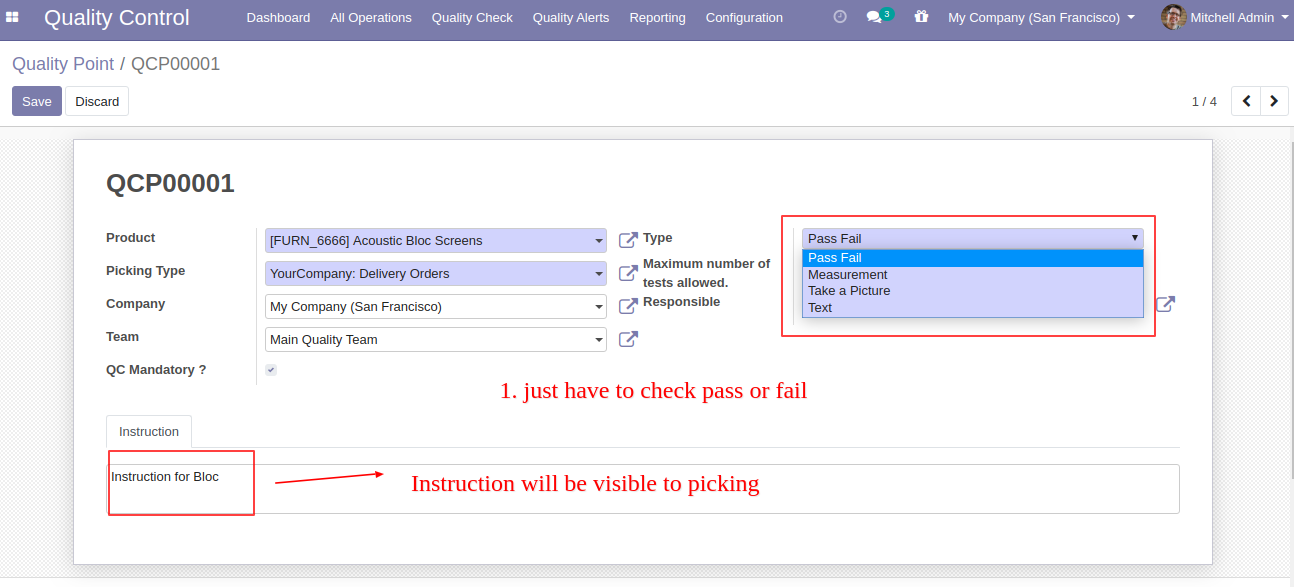 Quality Control Dashboard All Operations Quality Check Quality Alerts Reporting Configuration 3 My Company (San Francisco) Mitchell Admin
Quality Point / QCP00001
Save Discard 1 / 4
QCP00001
Product [FURN_6666] Acoustic Bloc Screens
Picking Type YourCompany: Delivery Orders
Company My Company (San Francisco)
Team Main Quality Team
QC Mandatory ?
Type Pass Fail
Pass Fail
Measurement
Take a Picture
Text
Maximum number of
tests allowed.
Responsible
1. just have to check pass or fail
Instruction
Instruction for Bloc
Instruction will be visible to picking